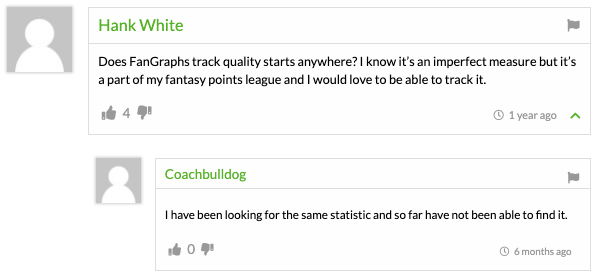 Hank White
Does FanGraphs track quality starts anywhere? I know it’s an imperfect measure but it’s
a part of my fantasy points league and I would love to be able to track it.
4
1 year ago
Coachbulldog
I have been looking for the same statistic and so far have not been able to find it.
0
6 months ago